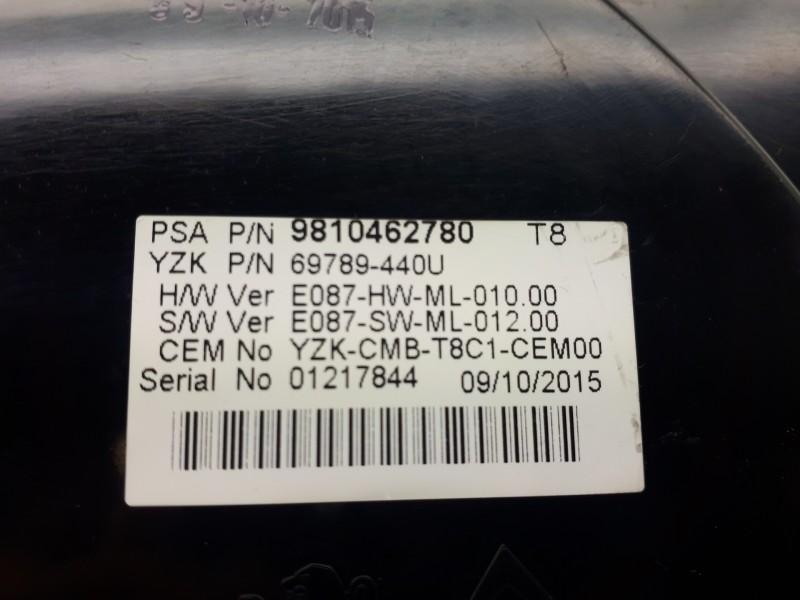 PSA P/N 9810462780 T8
YZK P/N 69789-440U
H/W Ver E087-HW-ML-010.00
S/W Ver E087-SW-ML-012.00
CEM No YZK-CMB-T8C1-CEM00
Serial No 01217844 09/10/2015